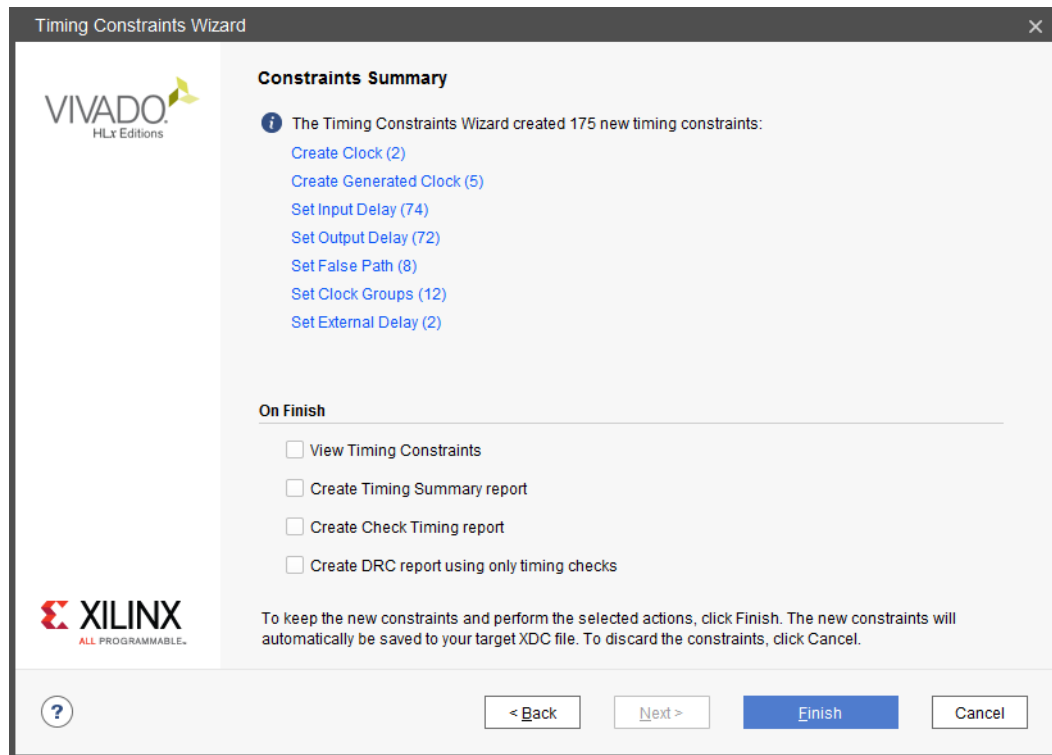 Timing Constraints Wizard
VIVADO.
HLx Editions
Constraints Summary
i The Timing Constraints Wizard created 175 new timing constraints:
Create Clock (2)
Create Generated Clock (5)
Set Input Delay (74)
Set Output Delay (72)
Set False Path (8)
Set Clock Groups (12)
Set External Delay (2)
On Finish
View Timing Constraints
Create Timing Summary report
Create Check Timing report
Create DRC report using only timing checks
To keep the new constraints and perform the selected actions, click Finish. The new constraints will
automatically be saved to your target XDC file. To discard the constraints, click Cancel.
XILINX
ALL PROGRAMMABLE™
?
< Back
Next >
Finish
Cancel